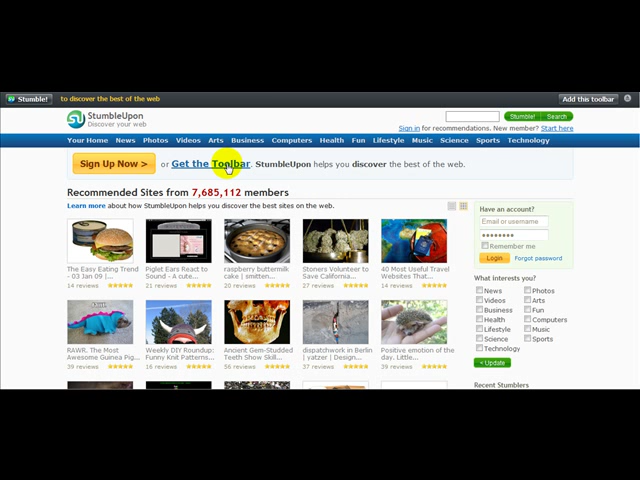 Stumble! to discover the best of the web Add this toolbar
StumbleUpon
Discover your web
Stumble! Search
Sign in for recommendations. New member? Start here
Your Home News Photos Videos Arts Business Computers Health Fun Lifestyle Music Science Sports Technology
Sign Up Now > or Get the Toolbar. StumbleUpon helps you discover the best of the web.
Recommended Sites from 7,685,112 members
Learn more about how StumbleUpon helps you discover the best sites on the web.
The Easy Eating Trend
- 03 Jan 09 |...
14 reviews
Piglet Ears React to
Sound - A cute...
31 reviews
raspberry buttermilk
cake | smitten...
20 reviews
Stoners Volunteer to
Save California...
27 reviews
40 Most Useful Travel
Websites That...
14 reviews
RAWR. The Most
Awesome Guinea Pig...
39 reviews
Weekly DIY Roundup:
Funny Knit Patterns...
16 reviews
Ancient Gem-Studded
Teeth Show Skill...
56 reviews
dispatchwork in Berlin
| yatzer | Design...
37 reviews
Positive emotion of the
day. Little...
39 reviews
Have an account?
Email or username
Remember me
Login Forgot password
What interests you?
News Photos
Videos Arts
Business Fun
Health Computers
Lifestyle Music
Science Sports
Technology
< Update
Recent Stumblers